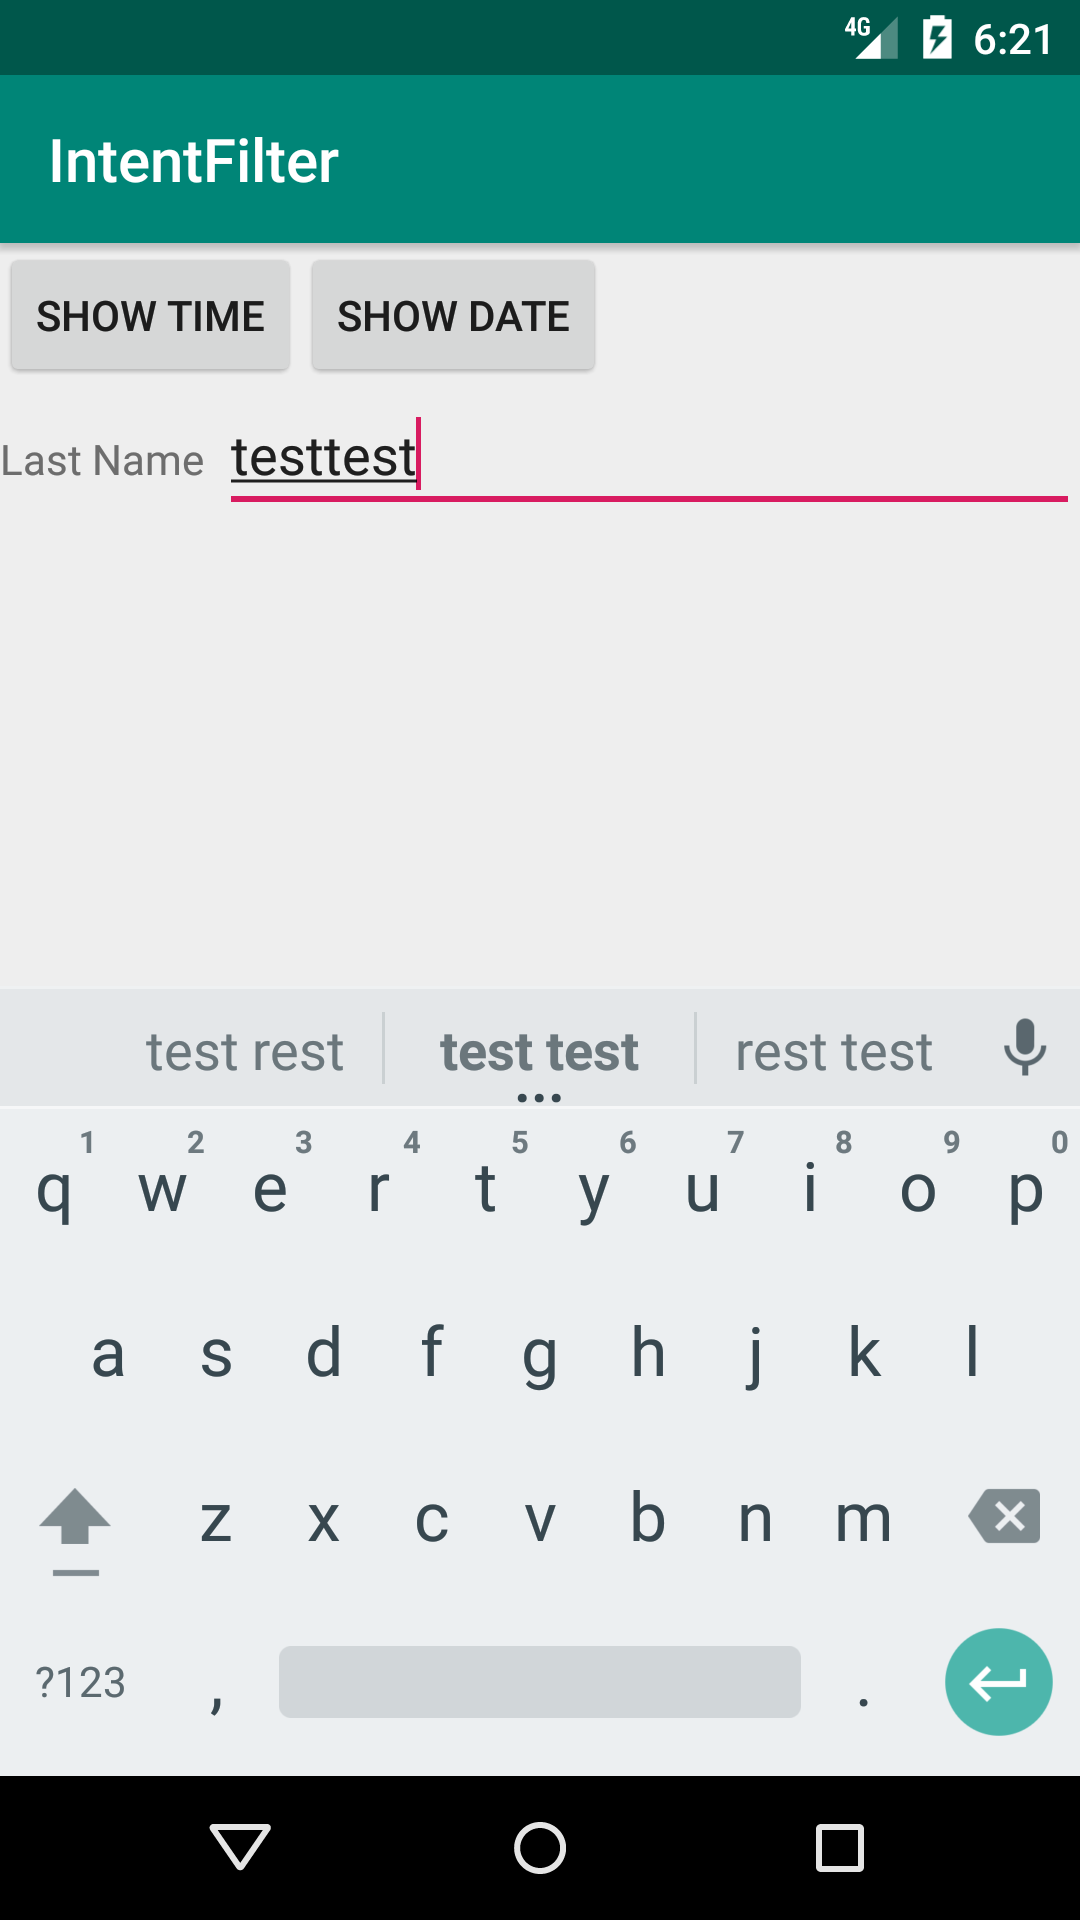 4G 6:21
IntentFilter
SHOW TIME SHOW DATE
Last Name testtest
test rest test test rest test
1 2 3 4 5 6 7 8 9 0
q w e r t y u i o p
a s d f g h j k l
z x c v b n m
?123 , .